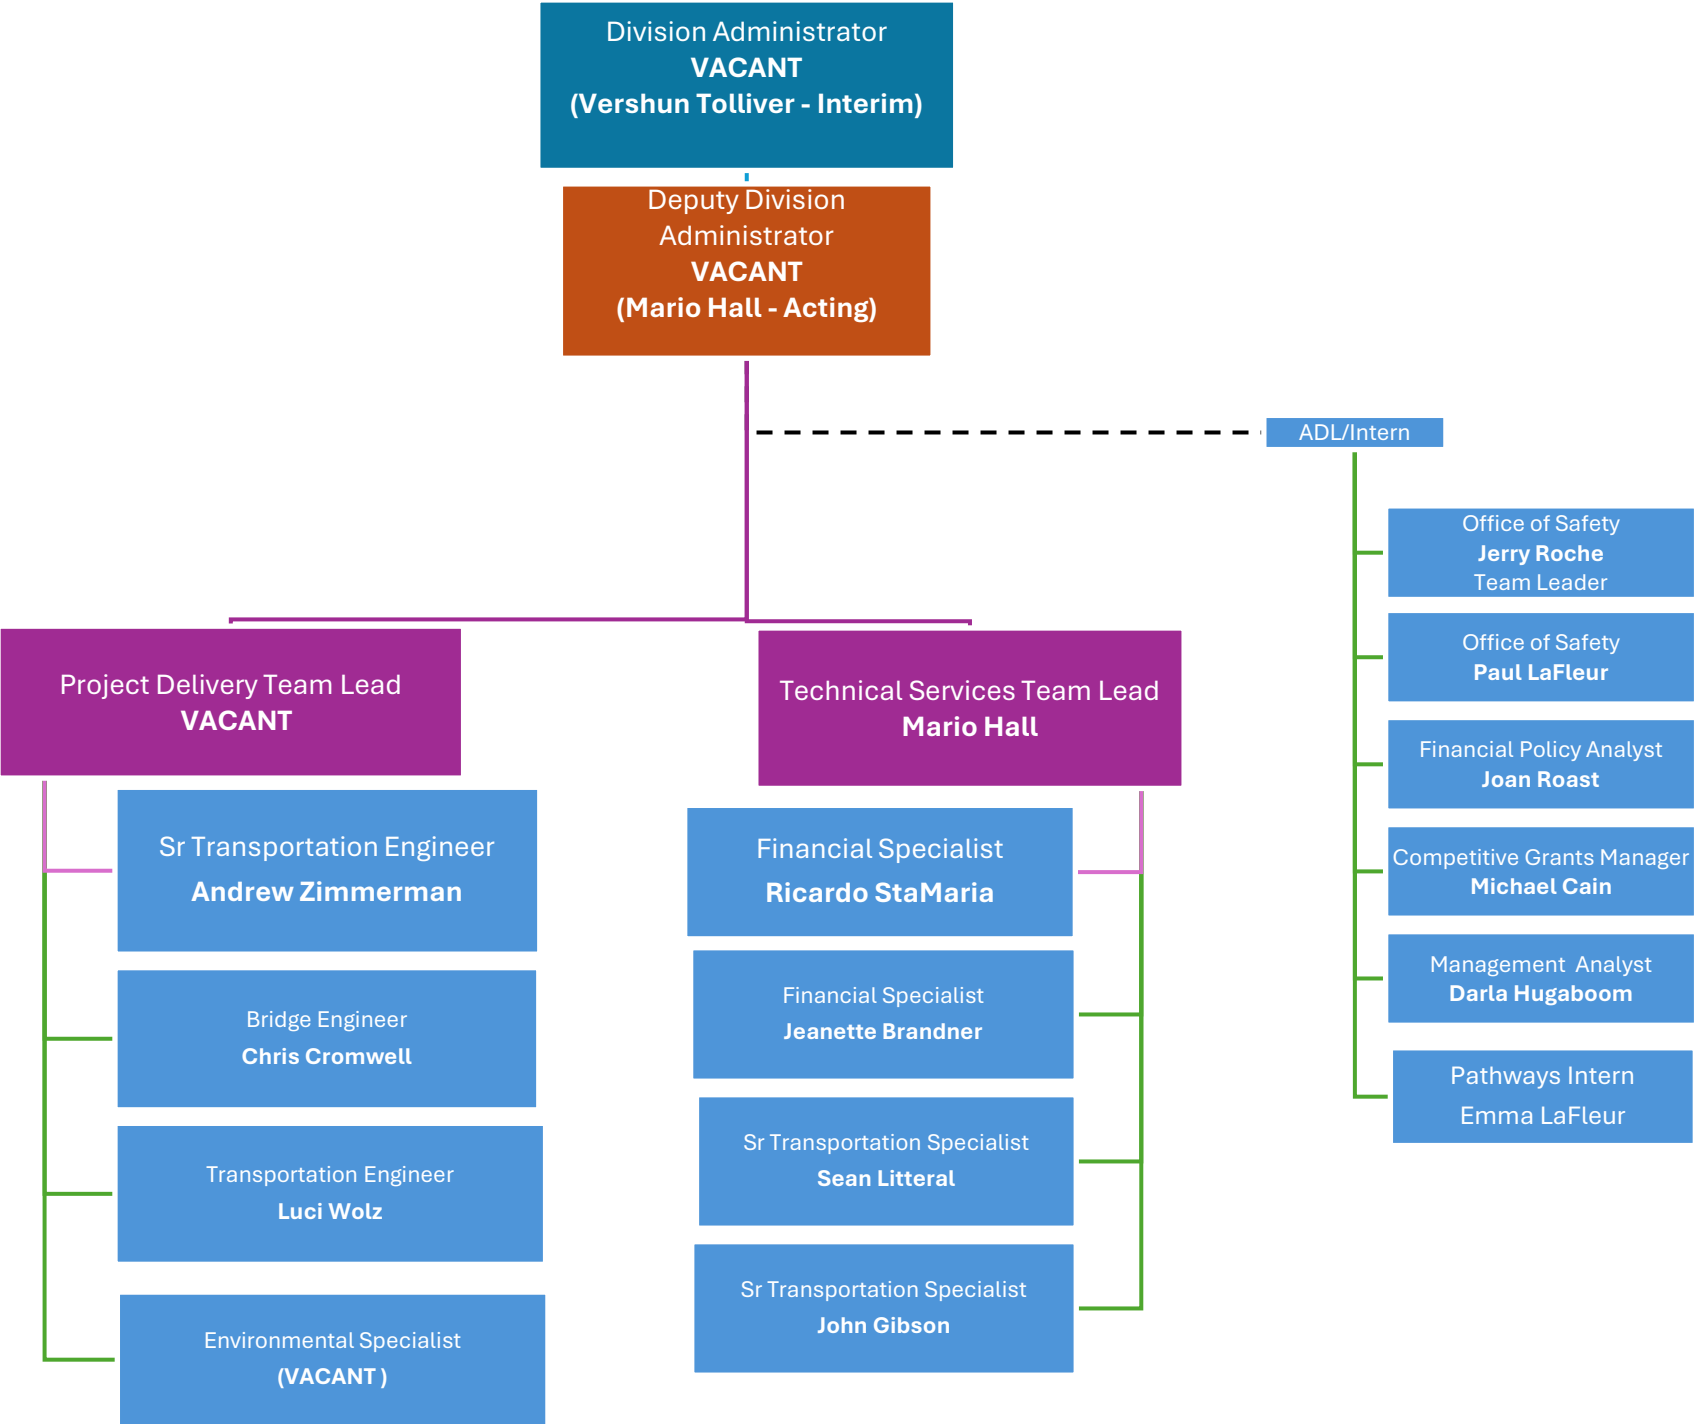 Division Administrator
VACANT
(Vershun Tolliver - Interim)
Deputy Division
Administrator
VACANT
(Mario Hall - Acting)
ADL/Intern
Office of Safety
Jerry Roche
Team Leader
Office of Safety
Paul LaFleur
Financial Policy Analyst
Joan Roast
Competitive Grants Manager
Michael Cain
Management  Analyst
Darla Hugaboom
Pathways Intern
Emma LaFleur
Project Delivery Team Lead
VACANT
Sr Transportation Engineer
Andrew Zimmerman
Bridge Engineer
Chris Cromwell
Transportation Engineer
Luci Wolz
Environmental Specialist
(VACANT )
Technical Services Team Lead
Mario Hall
Financial Specialist
Ricardo StaMaria
Financial Specialist
Jeanette Brandner
Sr Transportation Specialist
Sean Litteral
Sr Transportation Specialist
John Gibson